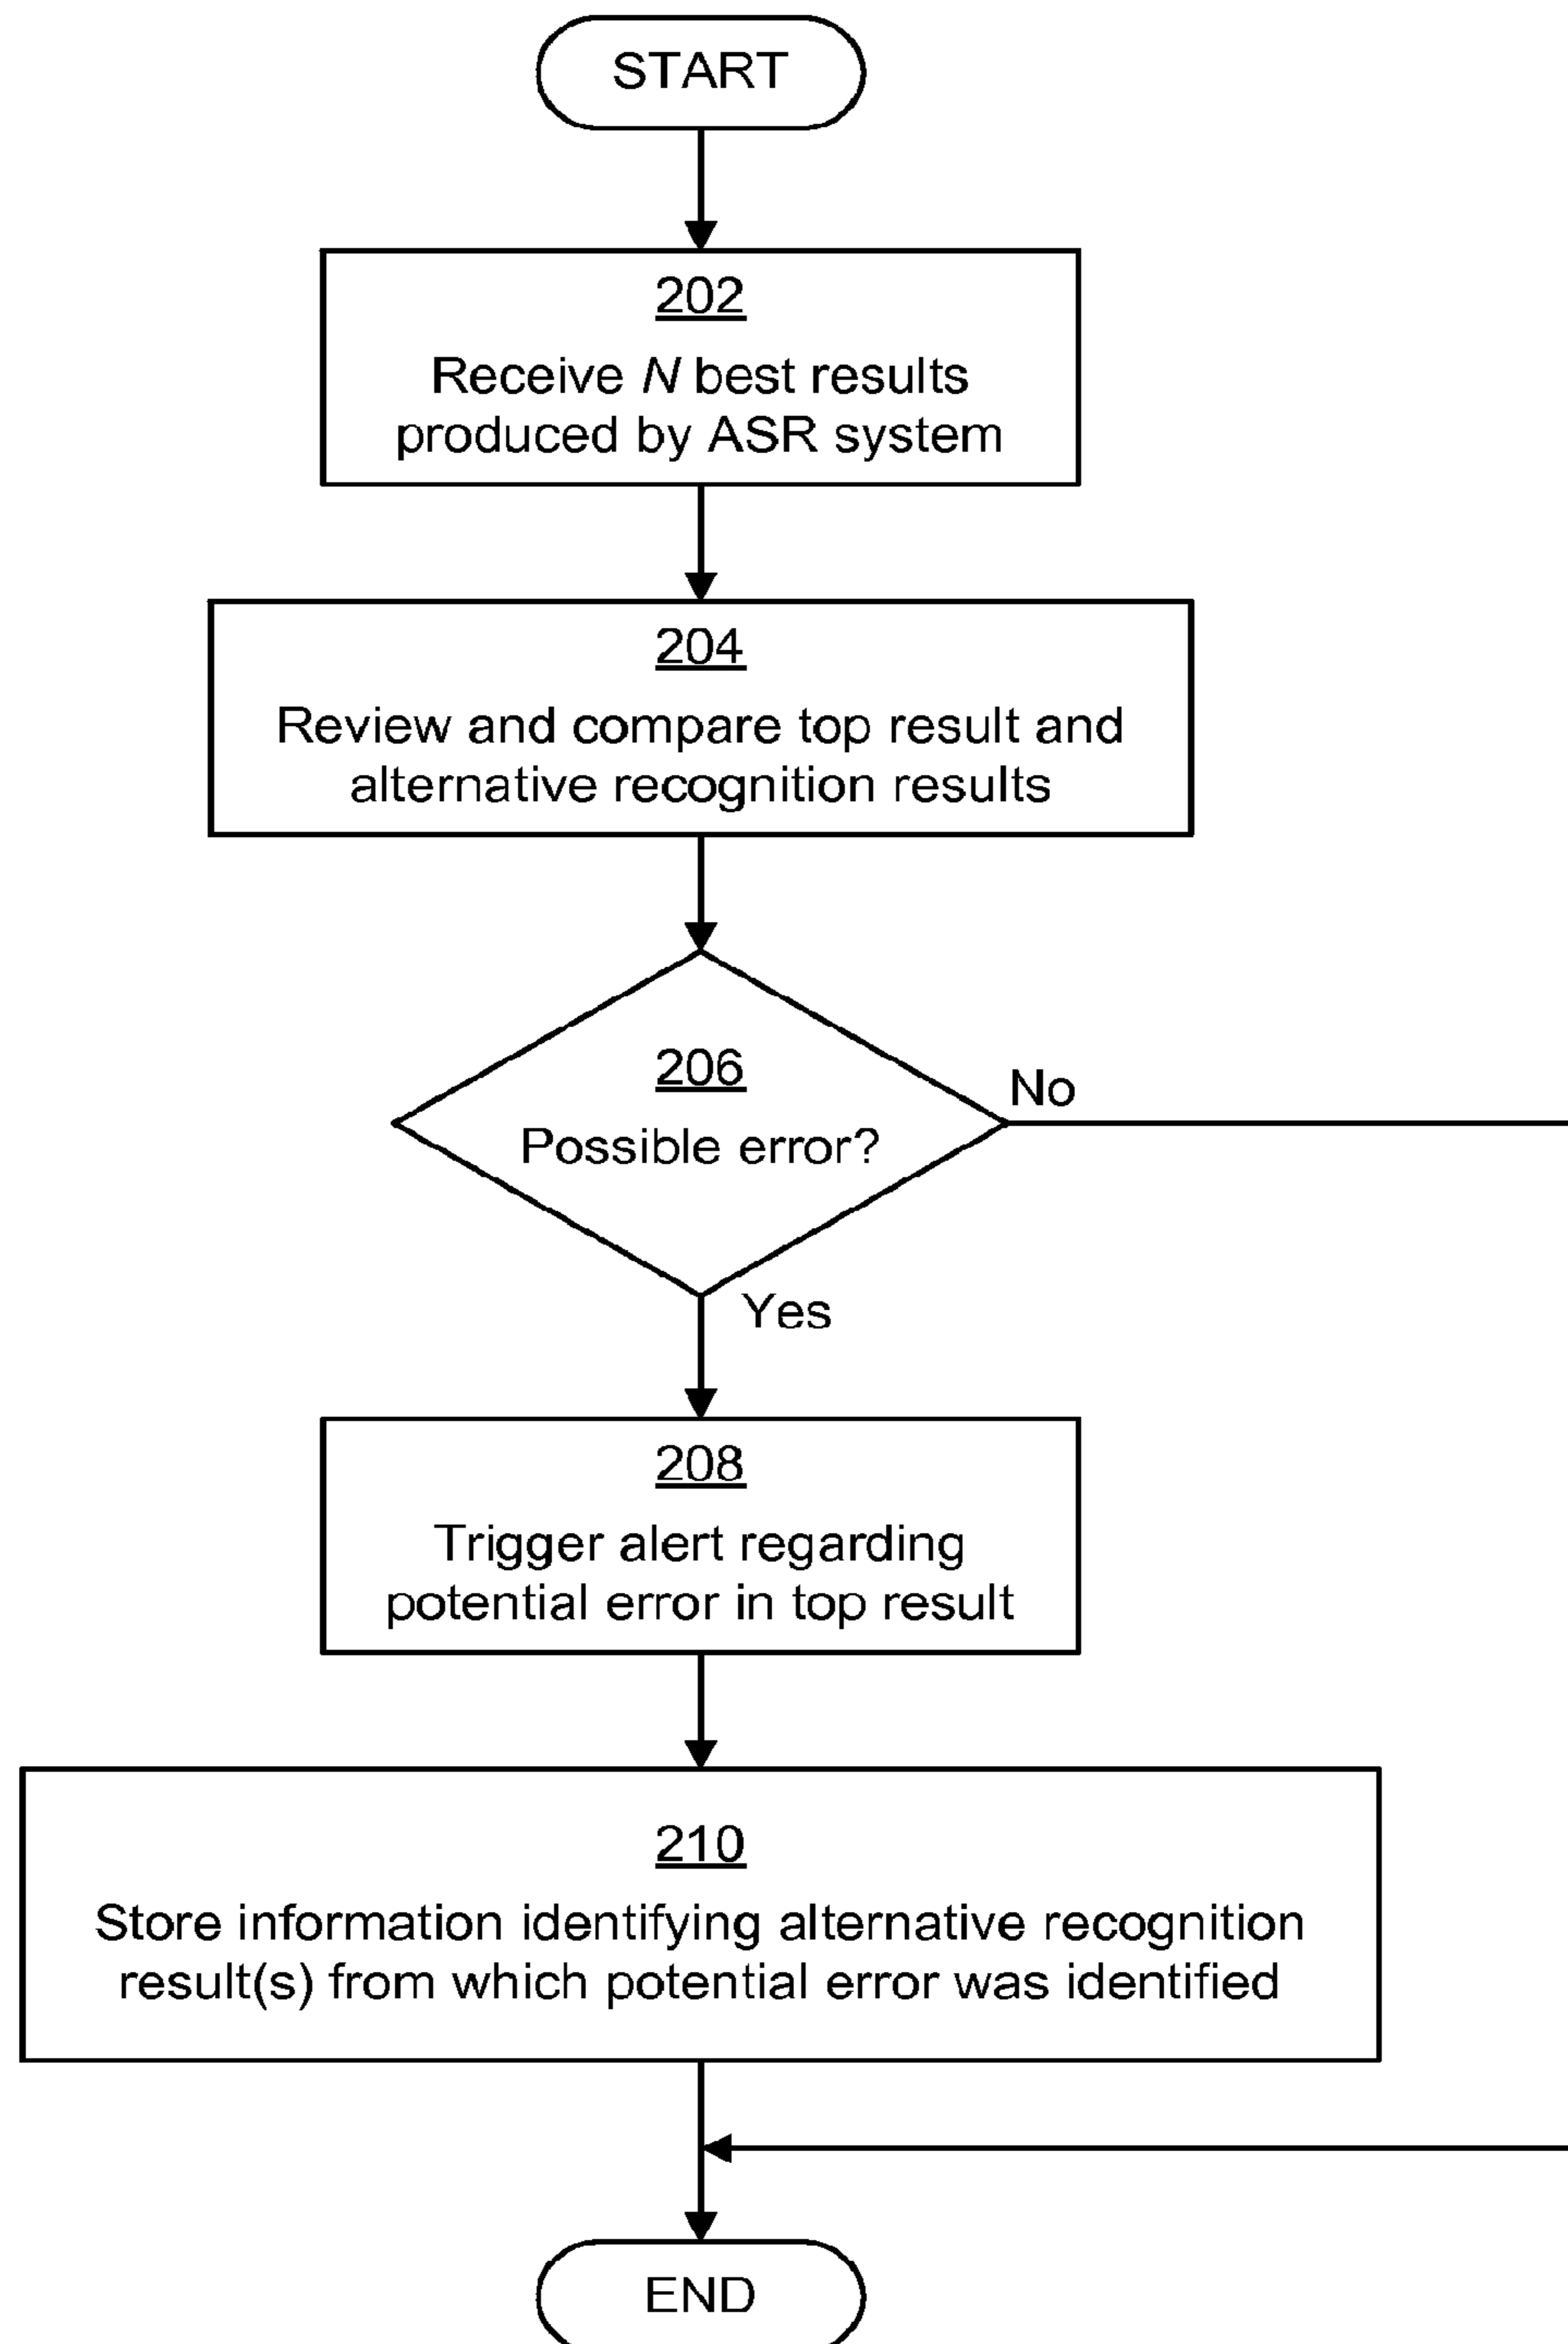 START
202
Receive N best results
produced by ASR system
204
Review and compare top result and
alternative recognition results
206
Possible error?
No
Yes
208
Trigger alert regarding
potential error in top result
210
Store information identifying alternative recognition
result(s) from which potential error was identified
END